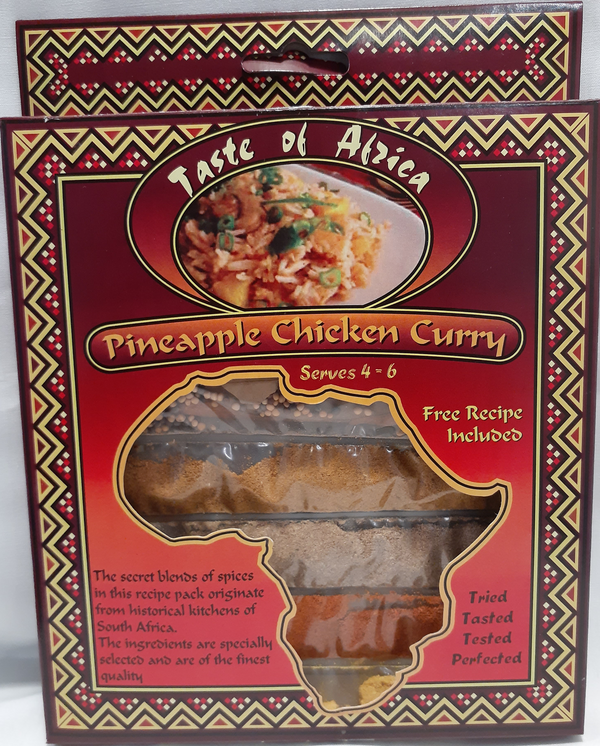 Taste of Africa
Pineapple Chicken Curry
Serves 4 - 6
Free Recipe
Included
The secret blends of spices
in this recipe pack originate
from historical kitchens of
South Africa.
The ingredients are specially
selected and are of the finest
quality
Tried
Tasted
Tested
Perfected